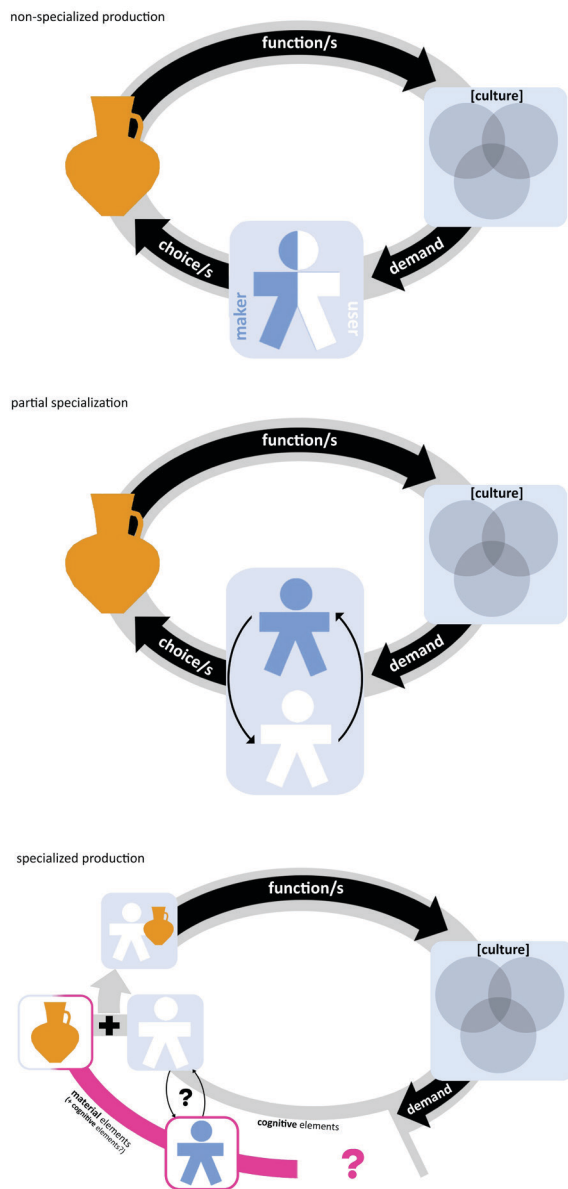 non-specialized production
function/s
[culture]
choice/s
maker
user
demand
partial specialization
function/s
[culture]
choice/s
demand
specialized production
function/s
[culture]
+
?
material elements
(+ cognitive elements?)
cognitive elements
demand
?